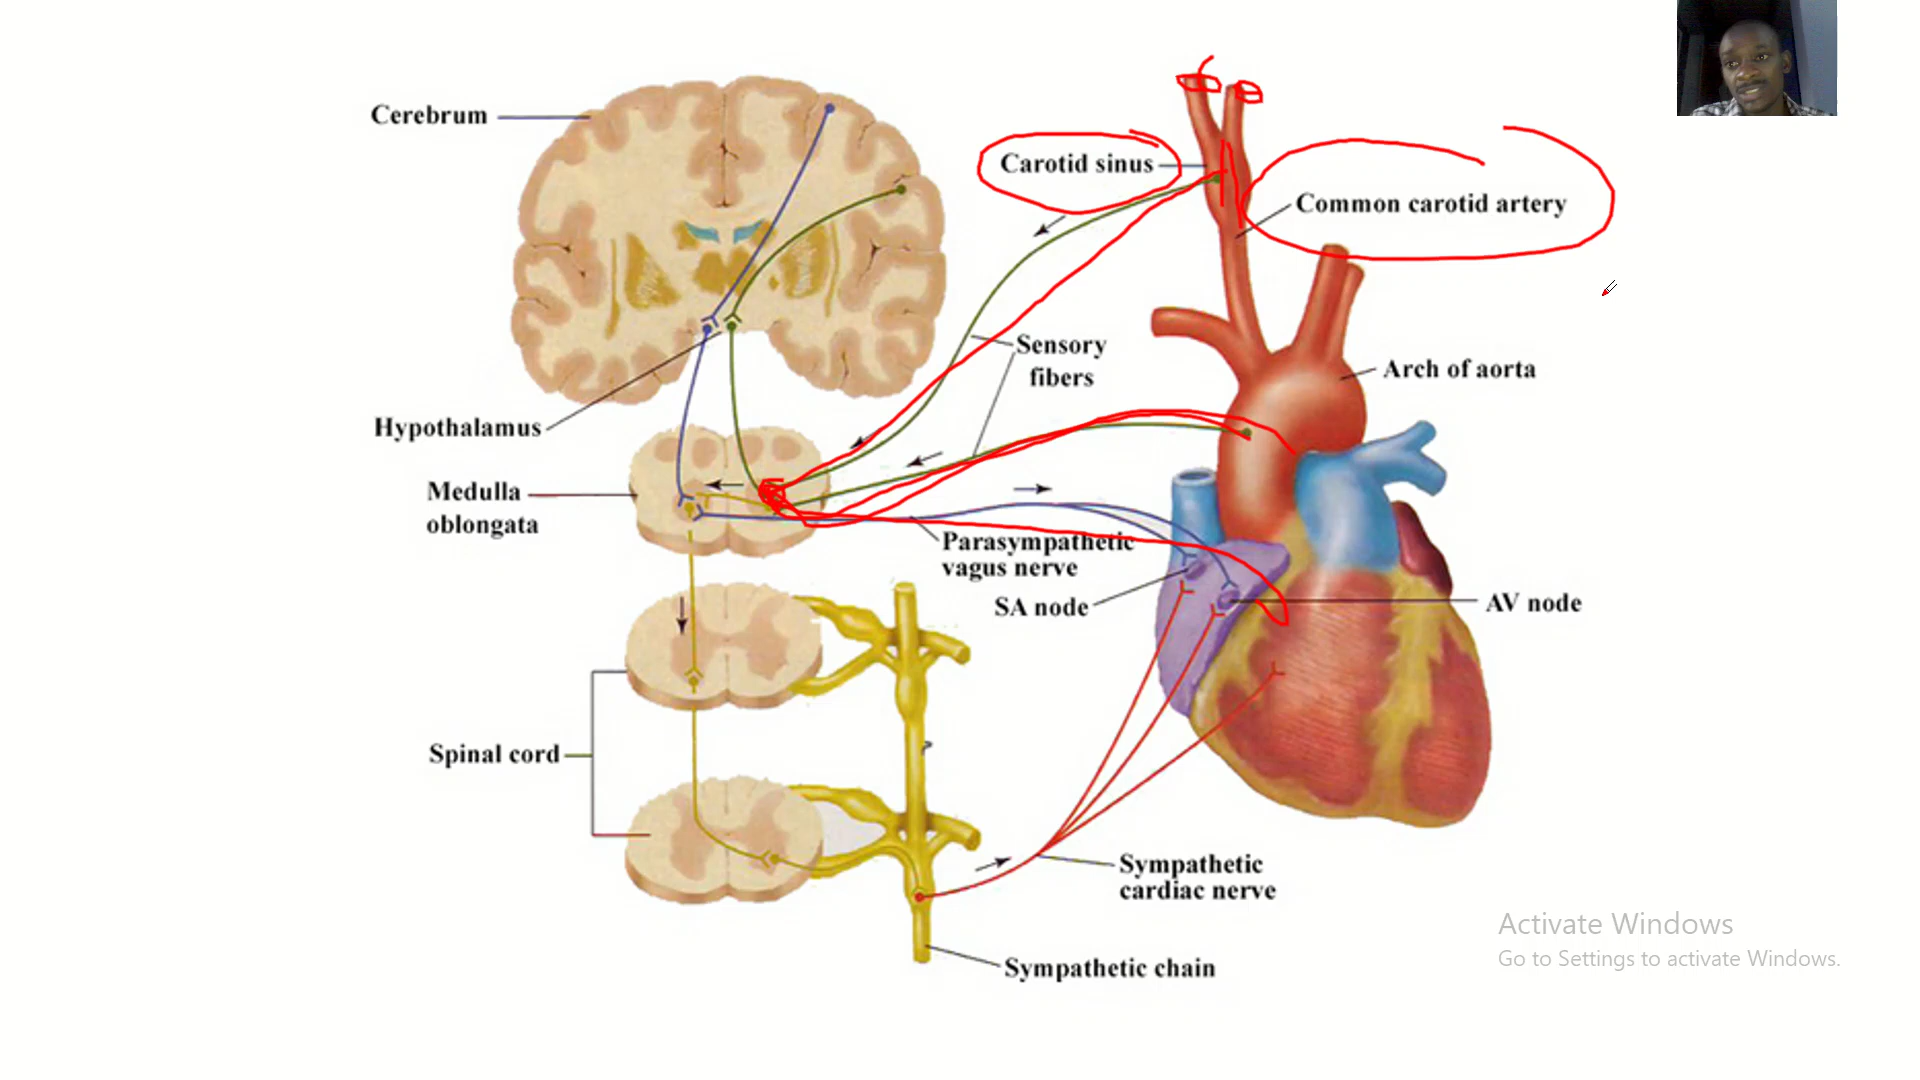 Cerebrum
Carotid sinus
Common carotid artery
Sensory
fibers
Arch of aorta
Hypothalamus
Medulla
oblongata
Parasympathetic
vagus nerve
SA node
AV node
Spinal cord
Sympathetic
cardiac nerve
Sympathetic chain
Activate Windows
Go to Settings to activate Windows.